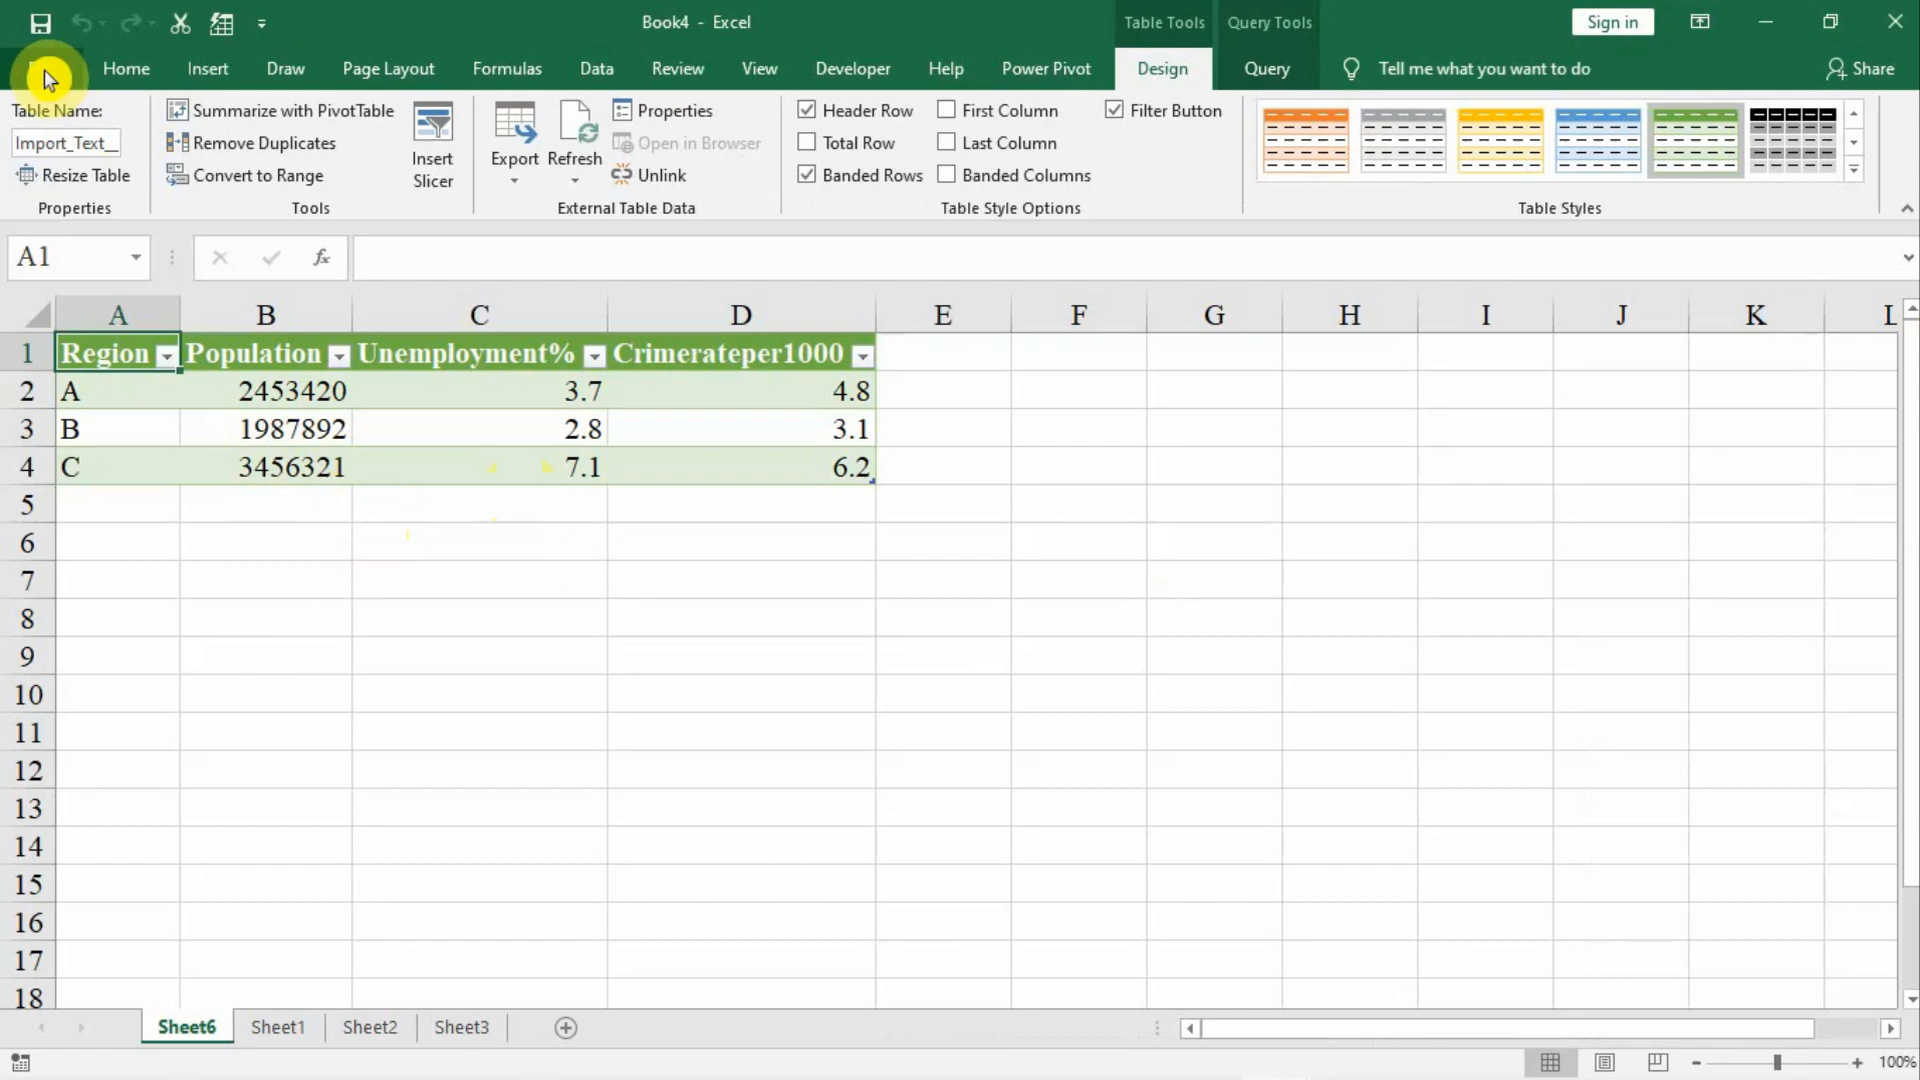 Book4 - Excel
Table Tools
Query Tools
Sign in
Home
Insert
Draw
Page Layout
Formulas
Data
Review
View
Developer
Help
Power Pivot
Design
Query
Tell me what you want to do
Share
Table Name:
Import_Text_
Resize Table
Properties
Summarize with PivotTable
Remove Duplicates
Convert to Range
Tools
Insert
Slicer
Export
Refresh
Properties
Open in Browser
Unlink
External Table Data
Header Row
Total Row
Banded Rows
First Column
Last Column
Banded Columns
Filter Button
Table Style Options
Table Styles
A1
fx
A B C D E F G H I J K L
1 Region Population Unemployment% Crimerateper1000
2 A 2453420 3.7 4.8
3 B 1987892 2.8 3.1
4 C 3456321 7.1 6.2
5
6
7
8
9
10
11
12
13
14
15
16
17
18
Sheet6 Sheet1 Sheet2 Sheet3
100%